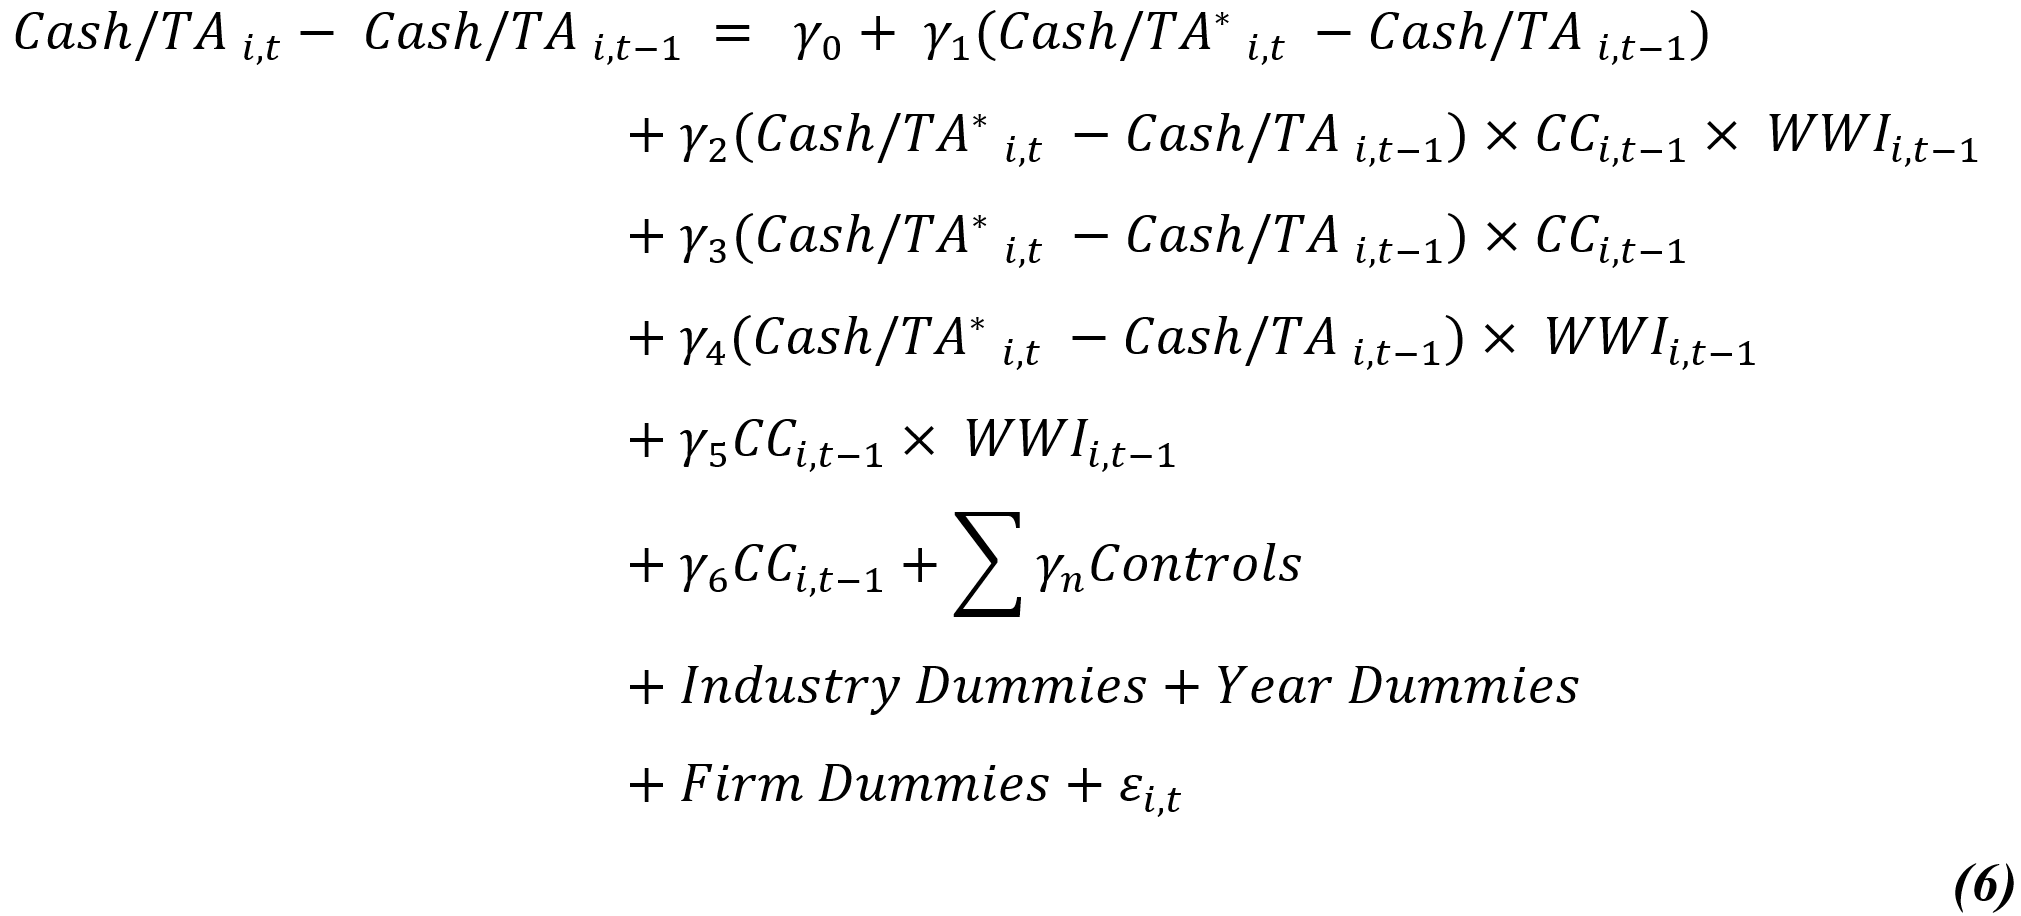 Cash/TA i,t − Cash/TA i,t−1 = γ0 + γ1(Cash/TA* i,t − Cash/TA i,t−1)
+ γ2(Cash/TA* i,t − Cash/TA i,t−1) × CCi,t−1 × WWIi,t−1
+ γ3(Cash/TA* i,t − Cash/TA i,t−1) × CCi,t−1
+ γ4(Cash/TA* i,t − Cash/TA i,t−1) × WWIi,t−1
+ γ5CCi,t−1 × WWIi,t−1
+ γ6CCi,t−1 + ∑ γnControls
+ Industry Dummies + Year Dummies
+ Firm Dummies + εi,t
(6)